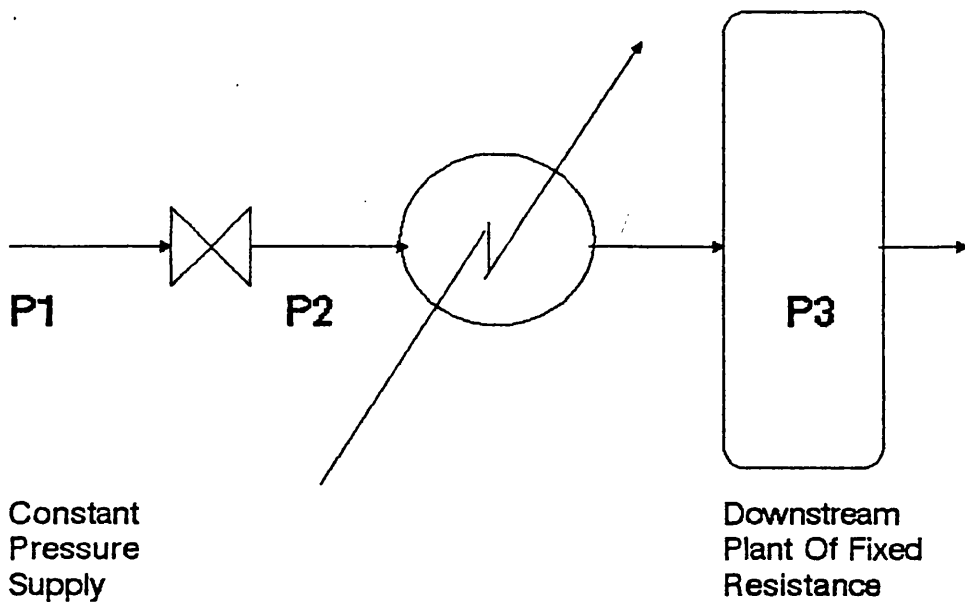 P1
P2
P3
Constant
Pressure
Supply
Downstream
Plant Of Fixed
Resistance